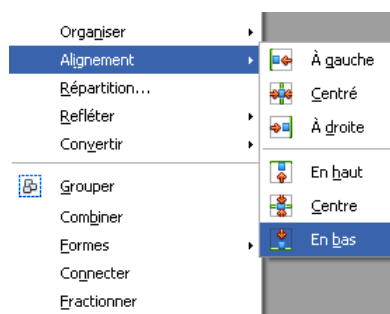 Organiser
Alignement
Répartition...
Refléter
Convertir
Grouper
Combiner
Formes
Connecter
Fractionner
À gauche
Centré
À droite
En haut
Centre
En bas